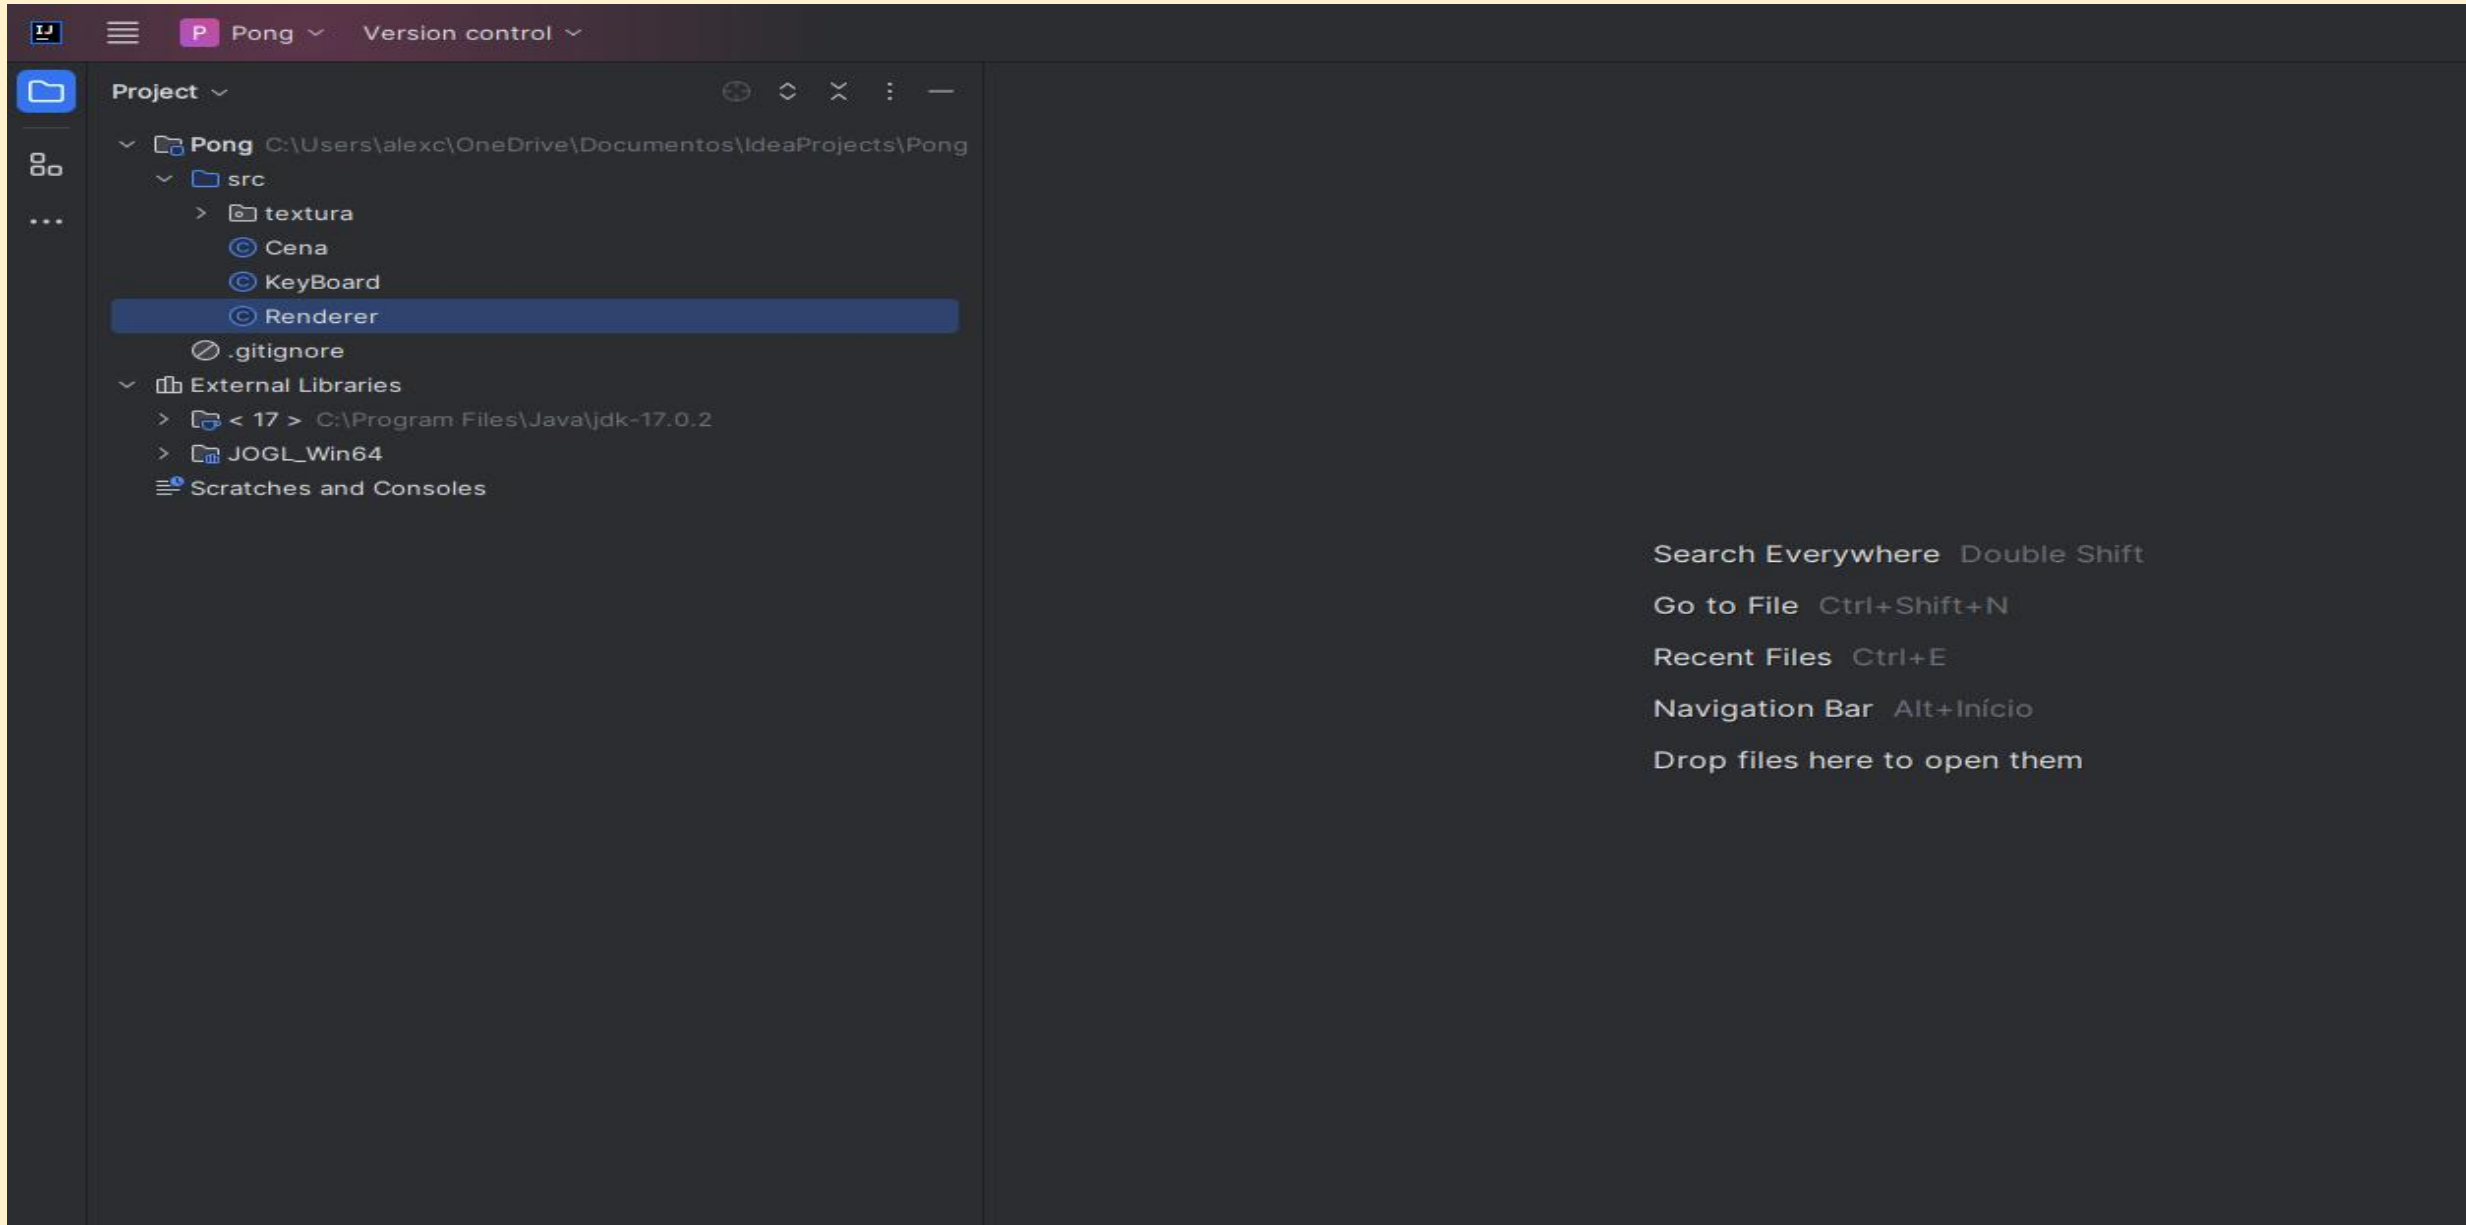 IJ
P Pong Version control
Project
Pong C:\Users\alexc\OneDrive\Documentos\IdeaProjects\Pong
src
textura
Cena
KeyBoard
Renderer
.gitignore
External Libraries
< 17 > C:\Program Files\Java\jdk-17.0.2
JOGL_Win64
Scratches and Consoles
Search Everywhere Double Shift
Go to File Ctrl+Shift+N
Recent Files Ctrl+E
Navigation Bar Alt+Início
Drop files here to open them